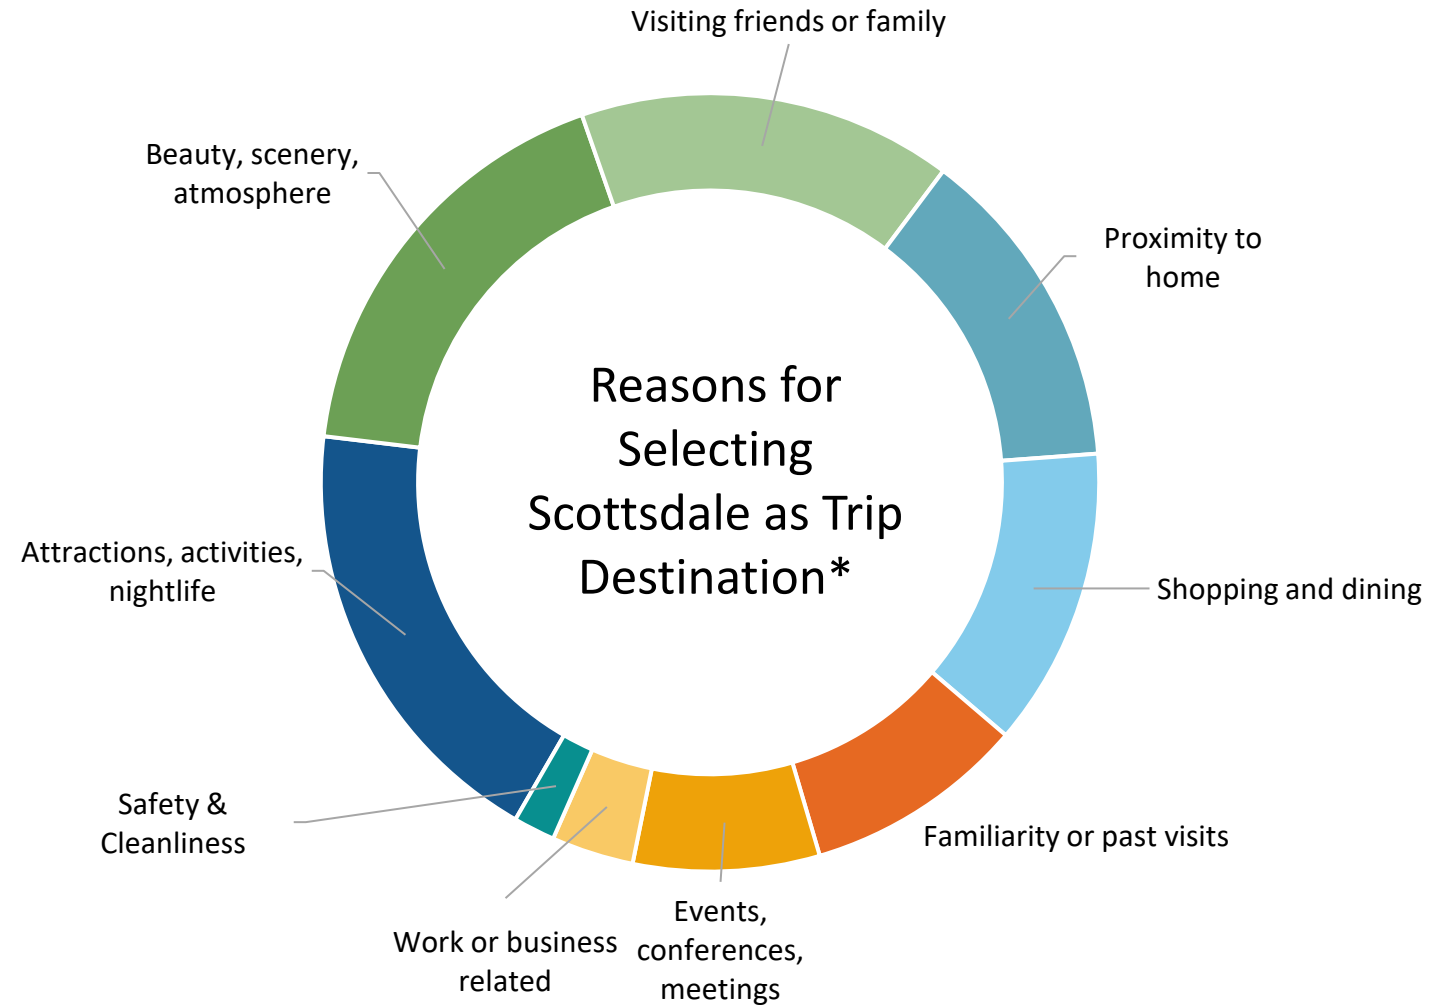 Visiting friends or family
Beauty, scenery,
atmosphere
Proximity to
home
Reasons for
Selecting
Scottsdale as Trip
Destination*
Attractions, activities,
nightlife
Shopping and dining
Safety &
Cleanliness
Familiarity or past visits
Work or business
related
Events,
conferences,
meetings